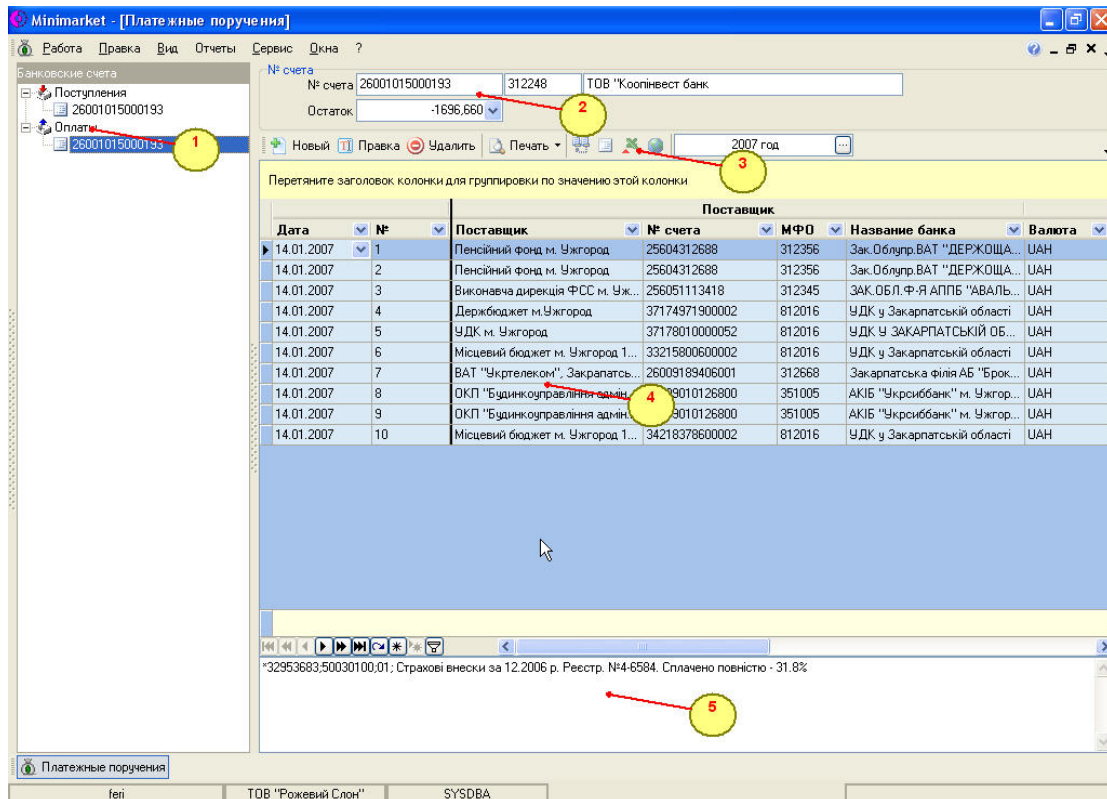 Minimarket - [Платежные поручения]
Работа Правка Вид Отчеты Сервис Окна ?
Банковские счета
Поступления
26001015000193
Оплаты
26001015000193
1
№ счета
№ счета 26001015000193 312248 ТОВ "Коопінвест банк
Остаток -1696,660
2
Новый Правка Удалить Печать 2007 год ...
3
Перетяните заголовок колонки для группировки по значению этой колонки
Поставщик
Дата № Поставщик № счета МФО Название банка Валюта
14.01.2007 1 Пенсійний фонд м. Ужгород 25604312688 312356 Зак.Облупр.ВАТ "ДЕРЖОЩА... UAH
14.01.2007 2 Пенсійний фонд м. Ужгород 25604312688 312356 Зак.Облупр.ВАТ "ДЕРЖОЩА... UAH
14.01.2007 3 Виконавча дирекція ФСС м. Уж... 256051113418 312345 ЗАК.ОБЛ.Ф-Я АППБ "АВАЛЬ... UAH
14.01.2007 4 Держбюджет м.Ужгород 37174971900002 812016 УДК у Закарпатській області UAH
14.01.2007 5 УДК м. Ужгород 37178010000052 812016 УДК У ЗАКАРПАТСЬКІЙ ОБ... UAH
14.01.2007 6 Місцевий бюджет м. Ужгород 1... 33215800600002 812016 УДК у Закарпатській області UAH
14.01.2007 7 ВАТ "Укртелеком", Закрапатсь... 26009189406001 312668 Закарпатська філія АБ "Брок... UAH
14.01.2007 8 ОКП "Будинкоуправління адмін. 9010126800 351005 АКІБ "Укрсиббанк" м. Ужгор... UAH
14.01.2007 9 ОКП "Будинкоуправління адмін. 9010126800 351005 АКІБ "Укрсиббанк" м. Ужгор... UAH
14.01.2007 10 Місцевий бюджет м. Ужгород 1... 34218378600002 812016 УДК у Закарпатській області UAH
4
*32953683;50030100;01; Страхові внески за 12.2006 р. Реєстр. №4-6584. Сплачено повністю - 31.8%
5
Платежные поручения
feri ТОВ "Рожевий Слон" SYSDBA